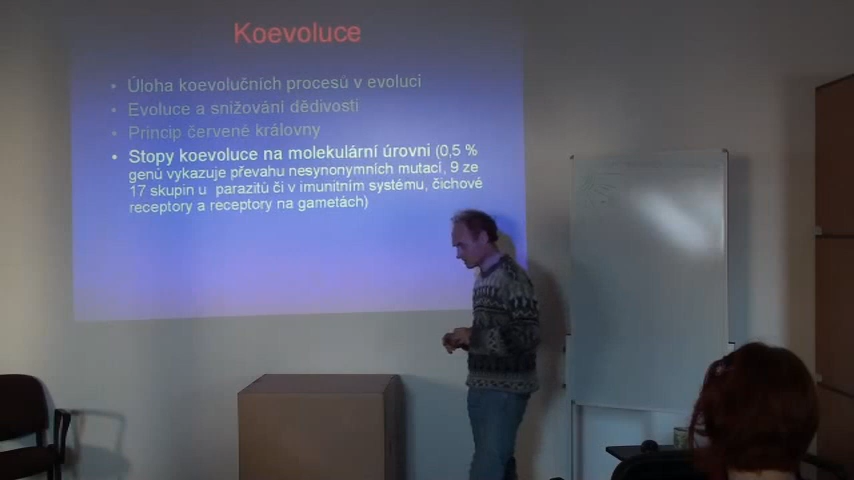 Koevoluce
• Úloha koevolučních procesů v evoluci
• Evoluce a snižování dědivosti
• Princip červené královny
• Stopy koevoluce na molekulární úrovni (0,5 %
genů vykazuje převahu nesynonymních mutací, 9 ze
17 skupin u parazitů či v imunitním systému, čichové
receptory a receptory na gametách)